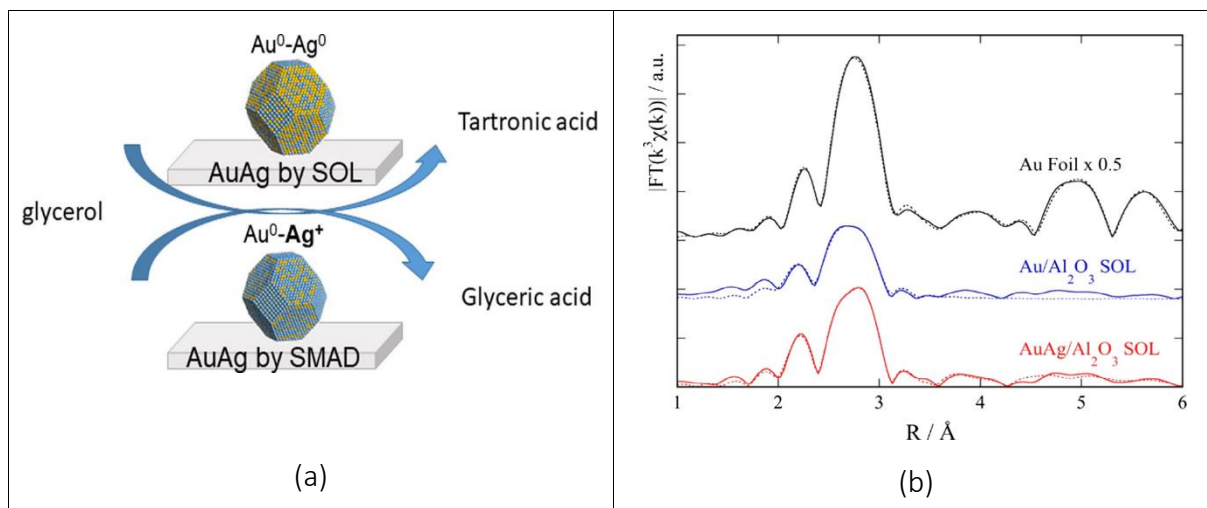 Au⁰-Ag⁰
Tartronic acid
AuAg by SOL
glycerol
Au⁰-Ag⁺
Glyceric acid
AuAg by SMAD
(a)
|FT(k³χ(k))| / a.u.
Au Foil x 0.5
Au/Al₂O₃ SOL
AuAg/Al₂O₃ SOL
1 2 3 4 5 6
R / Å
(b)